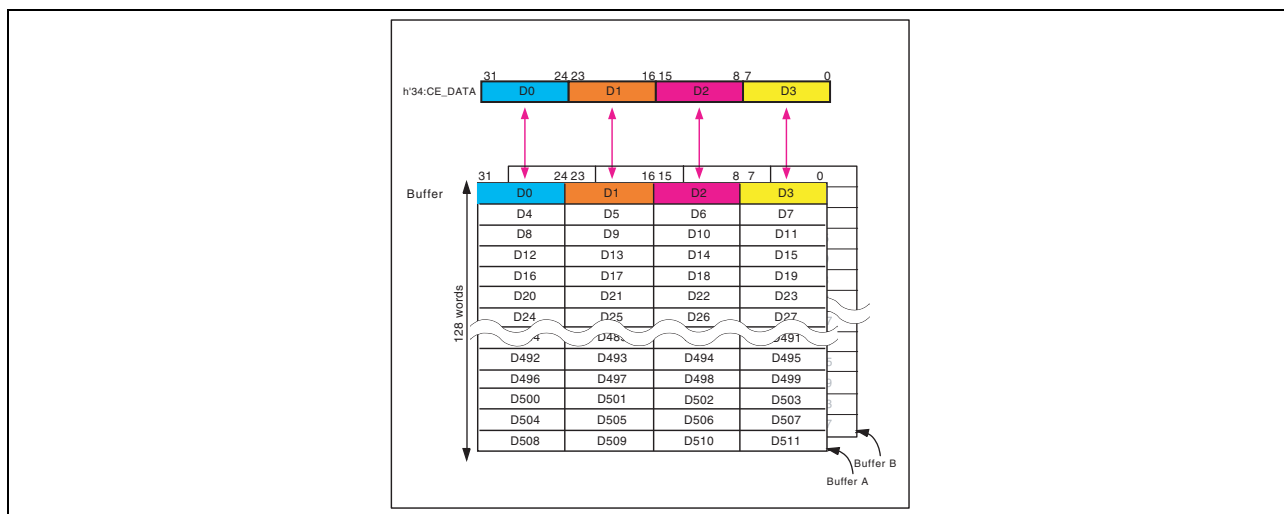 31 24 23 16 15 8 7 0
h'34:CE_DATA D0 D1 D2 D3
31 24 23 16 15 8 7 0
Buffer D0 D1 D2 D3
D4 D5 D6 D7
D8 D9 D10 D11
D12 D13 D14 D15
D16 D17 D18 D19
D20 D21 D22 D23
D24 D25 D26 D27
128 words
D491
D492 D493 D494 D495
D496 D497 D498 D499
D500 D501 D502 D503
D504 D505 D506 D507
D508 D509 D510 D511
Buffer B
Buffer A